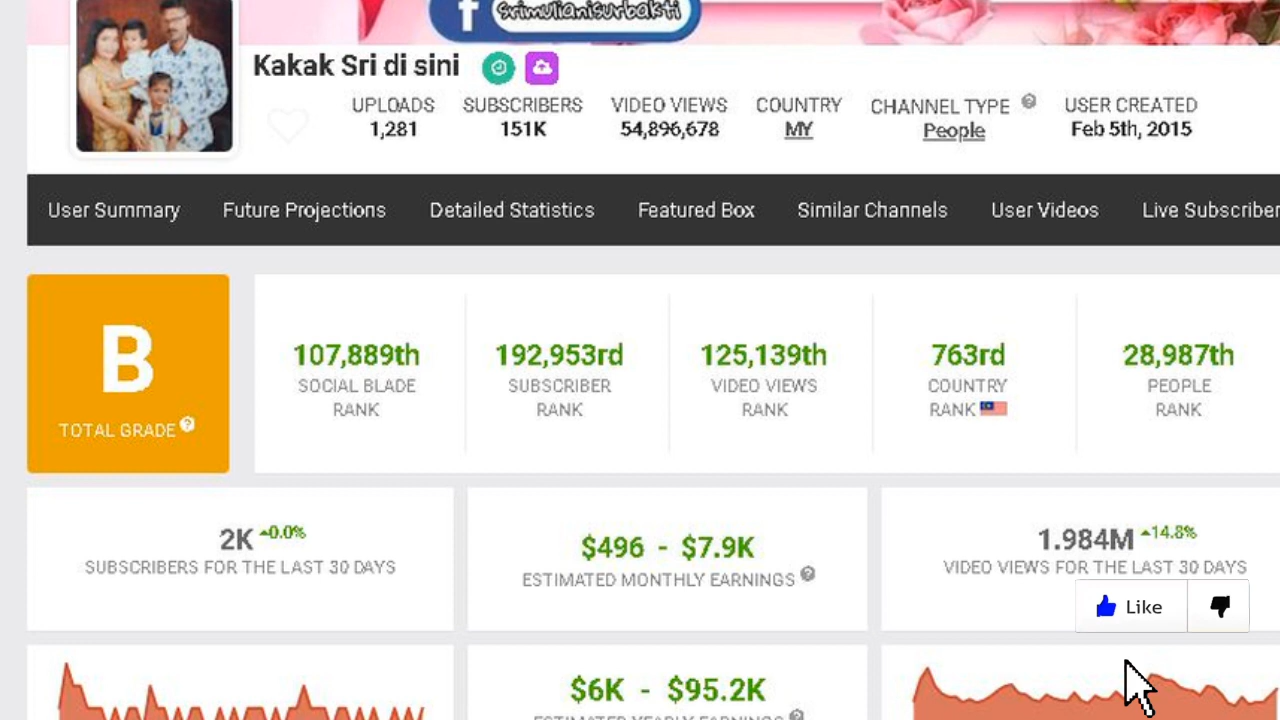 srimulianisurbakti
Kakak Sri di sini
UPLOADS SUBSCRIBERS VIDEO VIEWS COUNTRY CHANNEL TYPE USER CREATED
1,281 151K 54,896,678 MY People Feb 5th, 2015
User Summary Future Projections Detailed Statistics Featured Box Similar Channels User Videos Live Subscriber
B
TOTAL GRADE
107,889th 192,953rd 125,139th 763rd 28,987th
SOCIAL BLADE SUBSCRIBER VIDEO VIEWS COUNTRY PEOPLE
RANK RANK RANK RANK RANK
2K 0.0%
SUBSCRIBERS FOR THE LAST 30 DAYS
$496 - $7.9K
ESTIMATED MONTHLY EARNINGS
1.984M 14.8%
VIDEO VIEWS FOR THE LAST 30 DAYS
Like
$6K - $95.2K
ESTIMATED YEARLY EARNINGS